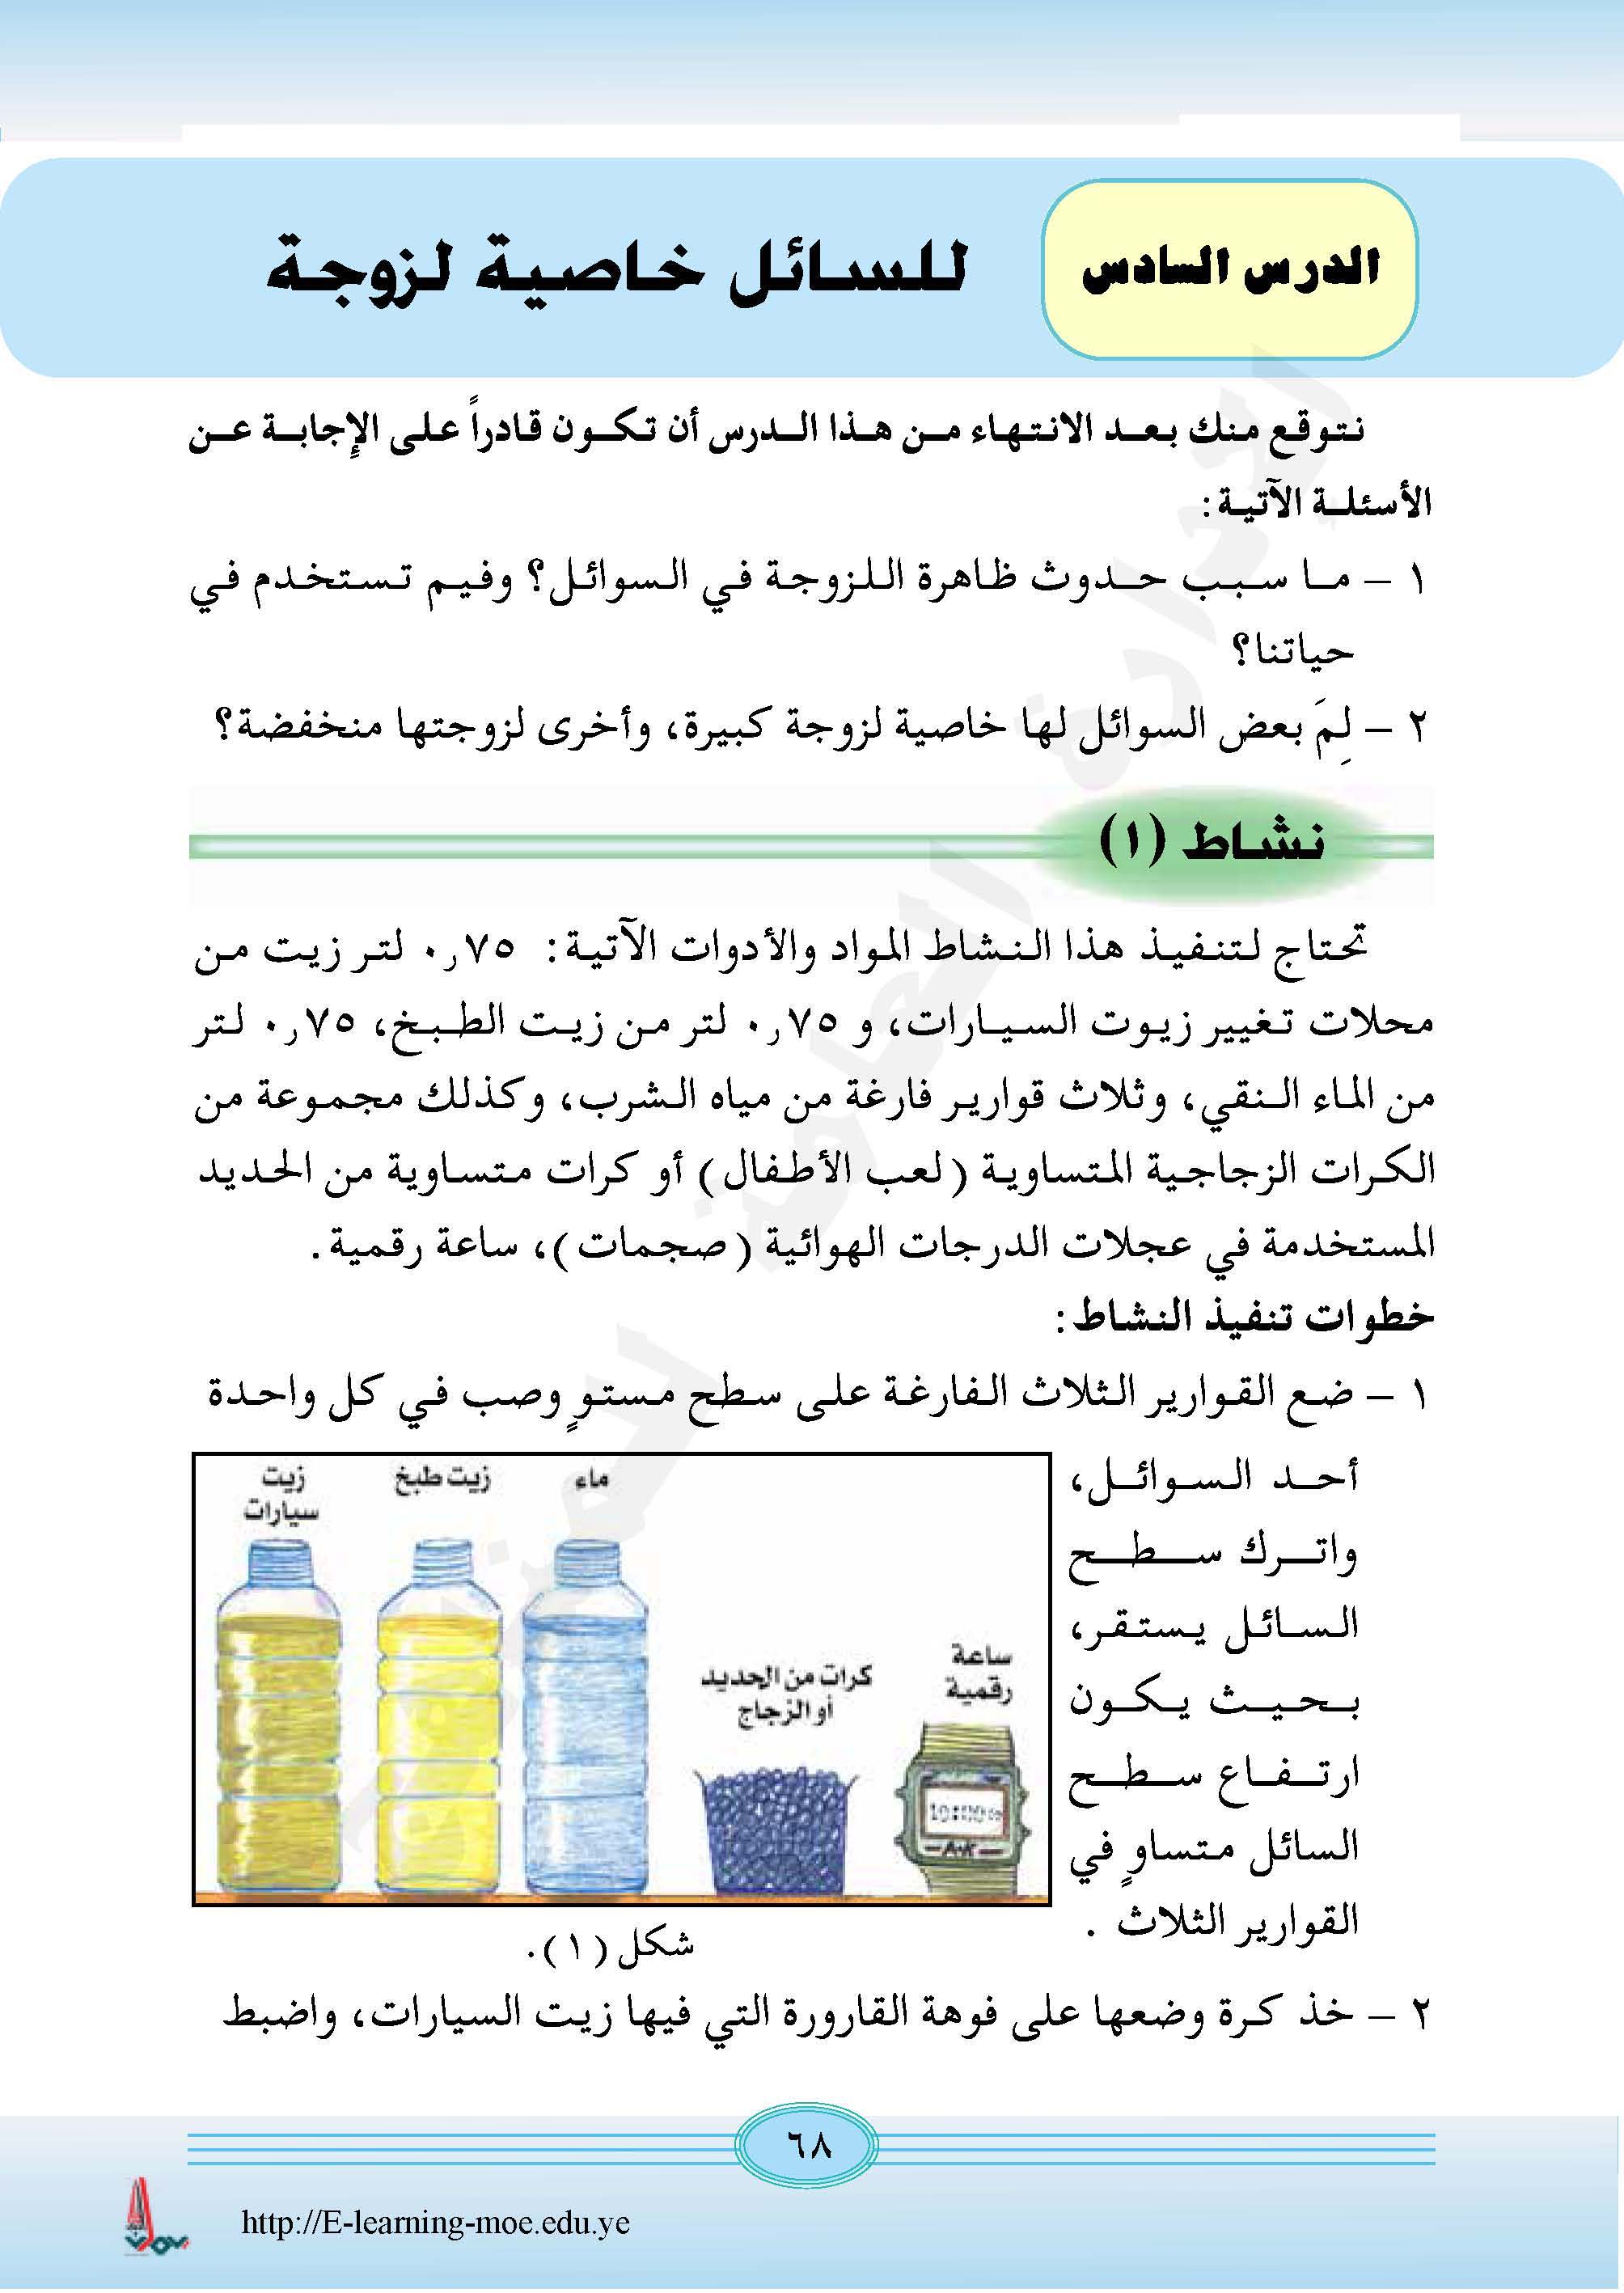 الدرس السادس
للسائل خاصية لزوجة
نتوقع منك بعد الانتهاء من هذا الدرس أن تكون قادراً على الإجابة عن
الأسئلة الآتية:
١ – ما سبب حدوث ظاهرة اللزوجة في السوائل؟ وفيم تستخدم في
حياتنا؟
٢ – لِمَ بعض السوائل لها خاصية لزوجة كبيرة، وأخرى لزوجتها منخفضة؟
نشاط (١)
تحتاج لتنفيذ هذا النشاط المواد والأدوات الآتية: ٠,٧٥ لتر زيت من
محلات تغيير زيوت السيارات، و ٠,٧٥ لتر من زيت الطبخ، ٠,٧٥ لتر
من الماء النقي، وثلاث قوارير فارغة من مياه الشرب، وكذلك مجموعة من
الكرات الزجاجية المتساوية (لعب الأطفال) أو كرات متساوية من الحديد
المستخدمة في عجلات الدرجات الهوائية (صجمات)، ساعة رقمية.
خطوات تنفيذ النشاط:
١ – ضع القوارير الثلاث الفارغة على سطح مستوٍ وصب في كل واحدة
أحد السوائل،
واترك سطح
السائل يستقر،
بحيث يكون
ارتفاع سطح
السائل متساوٍ في
القوارير الثلاث .
ساعة
رقمية
كرات من الحديد
أو الزجاج
ماء
زيت طبخ
زيت
سيارات
شكل (١).
٢ – خذ كرة وضعها على فوهة القارورة التي فيها زيت السيارات، واضبط
٦٨
http://E-learning-moe.edu.ye